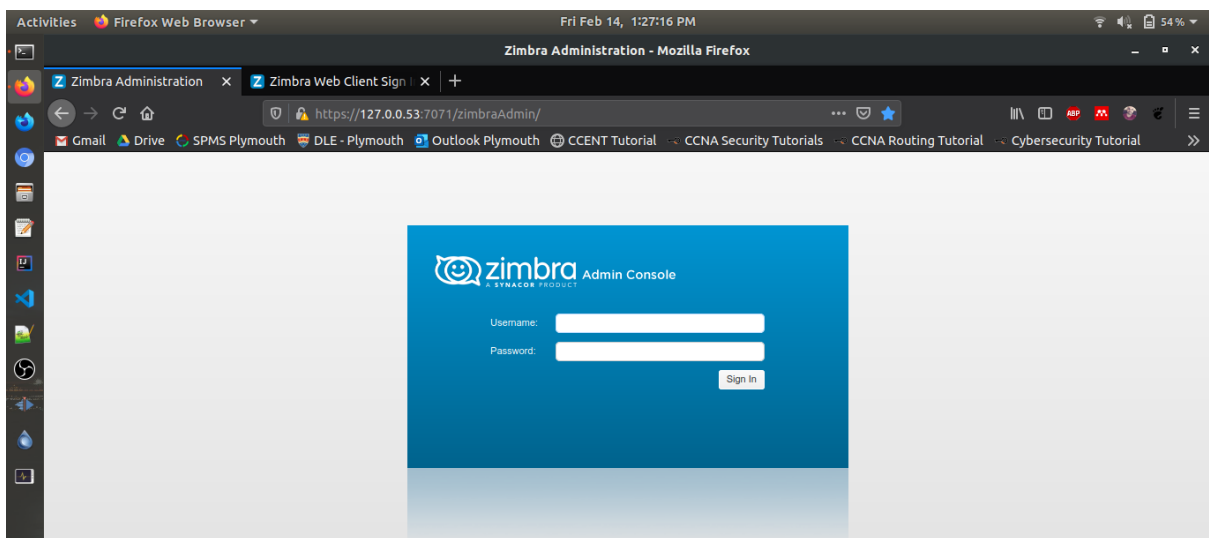 Activities Firefox Web Browser Fri Feb 14, 1:27:16 PM 54 %
Zimbra Administration - Mozilla Firefox
Zimbra Administration Zimbra Web Client Sign I
https://127.0.0.53:7071/zimbraAdmin/ ABP
Gmail Drive SPMS Plymouth DLE - Plymouth Outlook Plymouth CCENT Tutorial CCNA Security Tutorials CCNA Routing Tutorial Cybersecurity Tutorial
zimbra Admin Console
A SYNACOR PRODUCT
Username:
Password:
Sign In